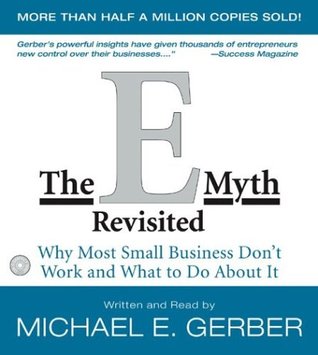 MORE THAN HALF A MILLION COPIES SOLD!
Gerber's powerful insights have given thousands of entrepreneurs
new control over their businesses...." —Success Magazine
The E Myth
Revisited
Why Most Small Business Don't
Work and What to Do About It
Written and Read by
MICHAEL E. GERBER